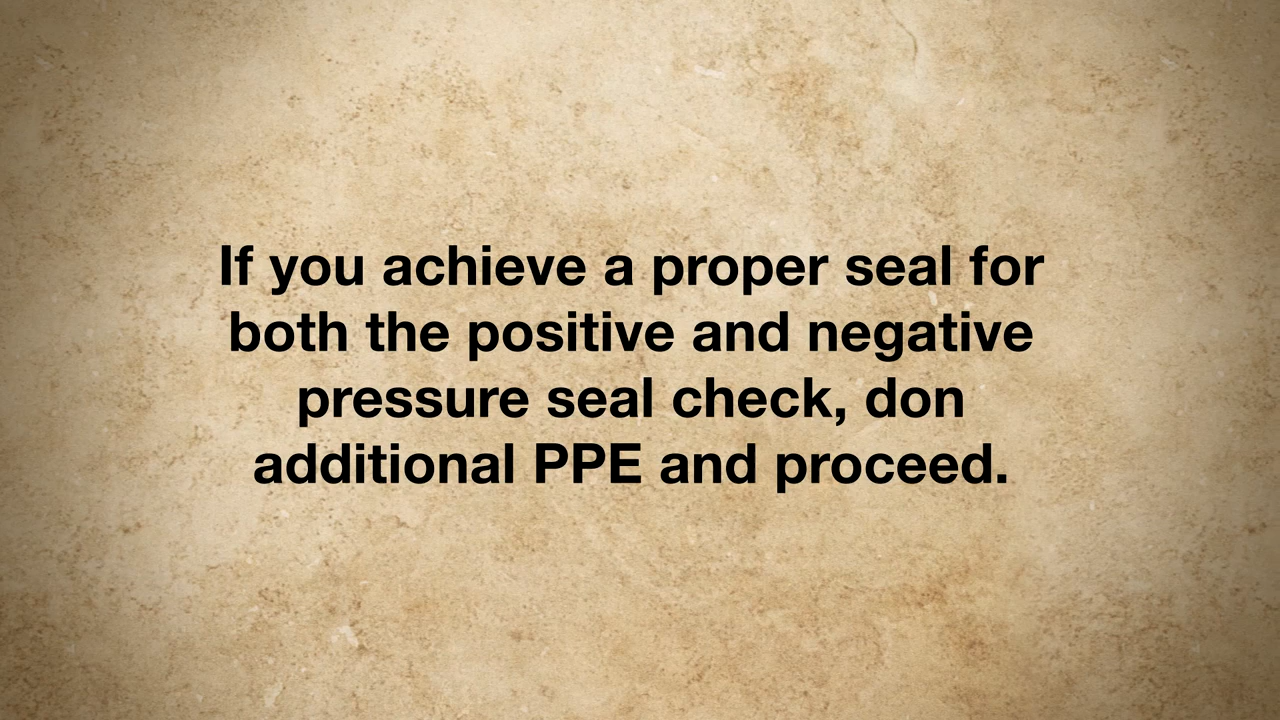 If you achieve a proper seal for
both the positive and negative
pressure seal check, don
additional PPE and proceed.